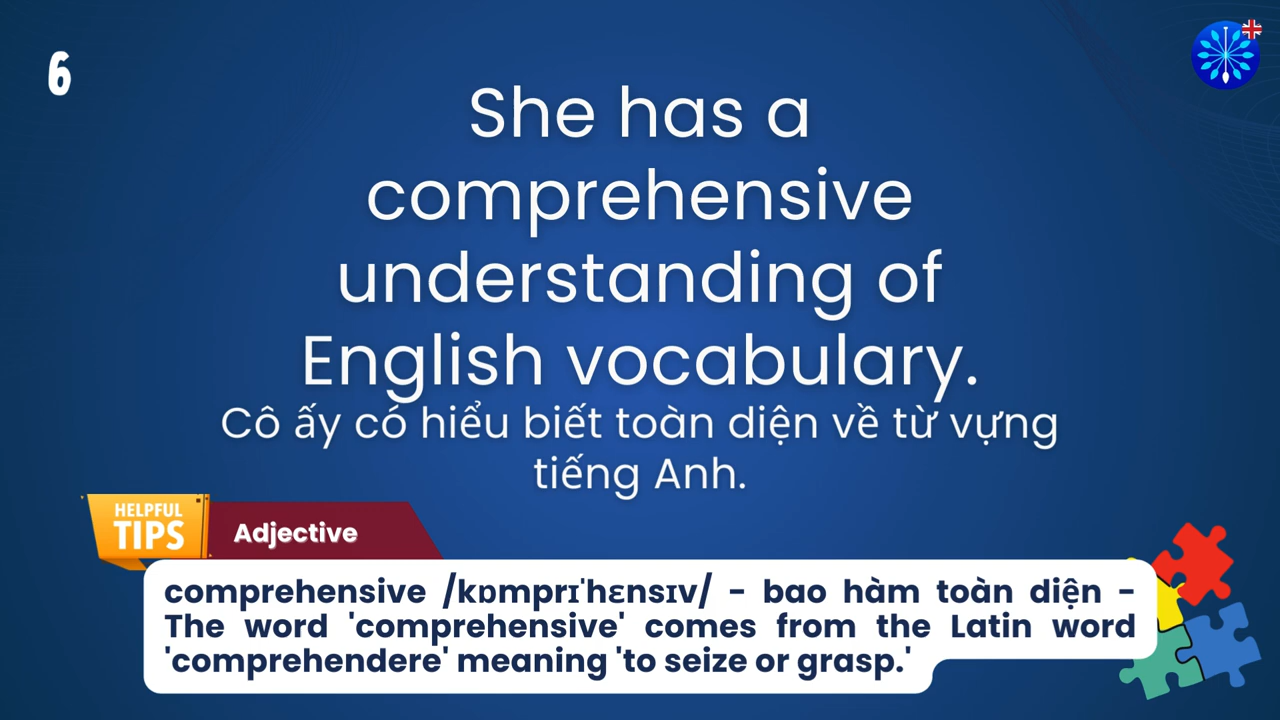 6
She has a
comprehensive
understanding of
English vocabulary.
Cô ấy có hiểu biết toàn diện về từ vựng
tiếng Anh.
HELPFUL
TIPS
Adjective
comprehensive /kɒmprɪˈhɛnsɪv/ - bao hàm toàn diện -
The word 'comprehensive' comes from the Latin word
'comprehendere' meaning 'to seize or grasp.'